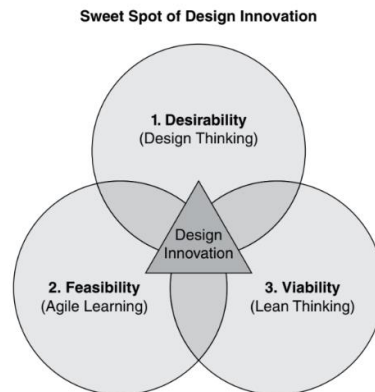 Sweet Spot of Design Innovation
1. Desirability
(Design Thinking)
Design
Innovation
2. Feasibility
(Agile Learning)
3. Viability
(Lean Thinking)